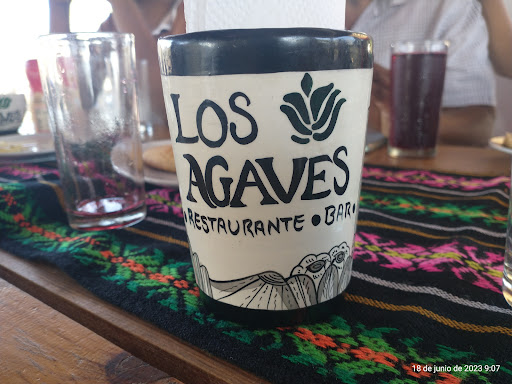 LOS
AGAVES
•RESTAURANTE•BAR•
18 de junio de 2023 9:07